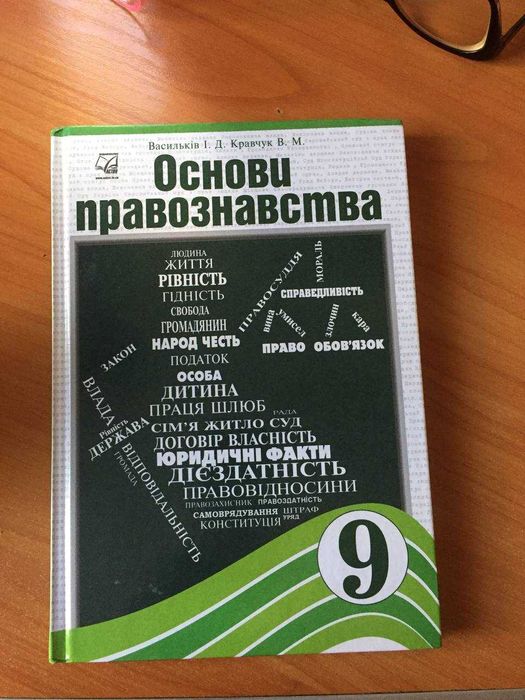 Васильків І. Д. Кравчук В. М.
Основи
правознавства
ЛЮДИНА
ЖИТТЯ
РІВНІСТЬ
ГІДНІСТЬ
СВОБОДА
ГРОМАДЯНИН
НАРОД ЧЕСТЬ
ПОДАТОК
ОСОБА
ДИТИНА
ПРАЦЯ ШЛЮБ
РАДА
СІМ'Я ЖИТЛО СУД
ДОГОВІР ВЛАСНІСТЬ
ЮРИДИЧНІ ФАКТИ
ДІЄЗДАТНІСТЬ
ПРАВОВІДНОСИНИ
ПРАВОЗАХИСНИК ПРАВОЗДАТНІСТЬ
САМОВРЯДУВАННЯ ШТРАФ
КОНСТИТУЦІЯ УРЯД
ПРАВОСУДДЯ
МОРАЛЬ
СПРАВЕДЛИВІСТЬ
вина
умисел
злочин
кара
ПРАВО ОБОВ'ЯЗОК
ЗАКОН
ВЛАДА
Рівність
ДЕРЖАВА
ГРОМАДА
ВІДПОВІДАЛЬНІСТЬ
9